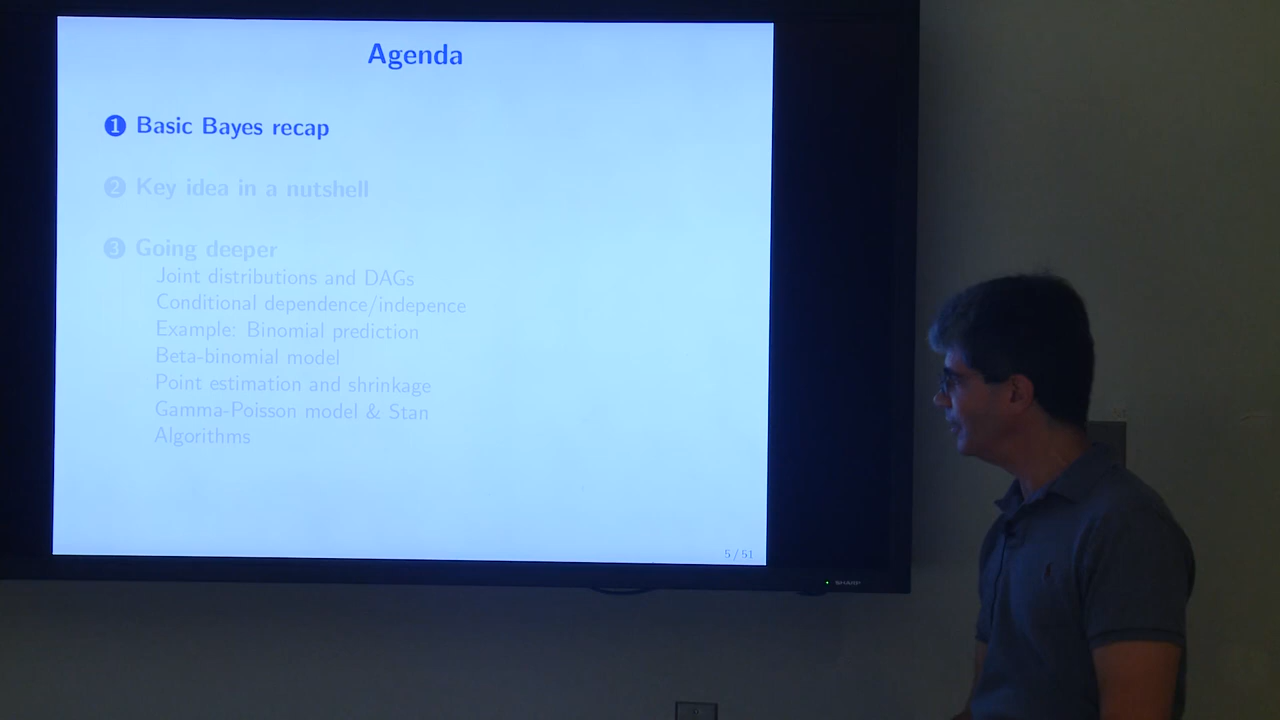 Agenda
1 Basic Bayes recap
2 Key idea in a nutshell
3 Going deeper
Joint distributions and DAGs
Conditional dependence/indepence
Example: Binomial prediction
Beta-binomial model
Point estimation and shrinkage
Gamma-Poisson model & Stan
Algorithms
5 / 51
SHARP